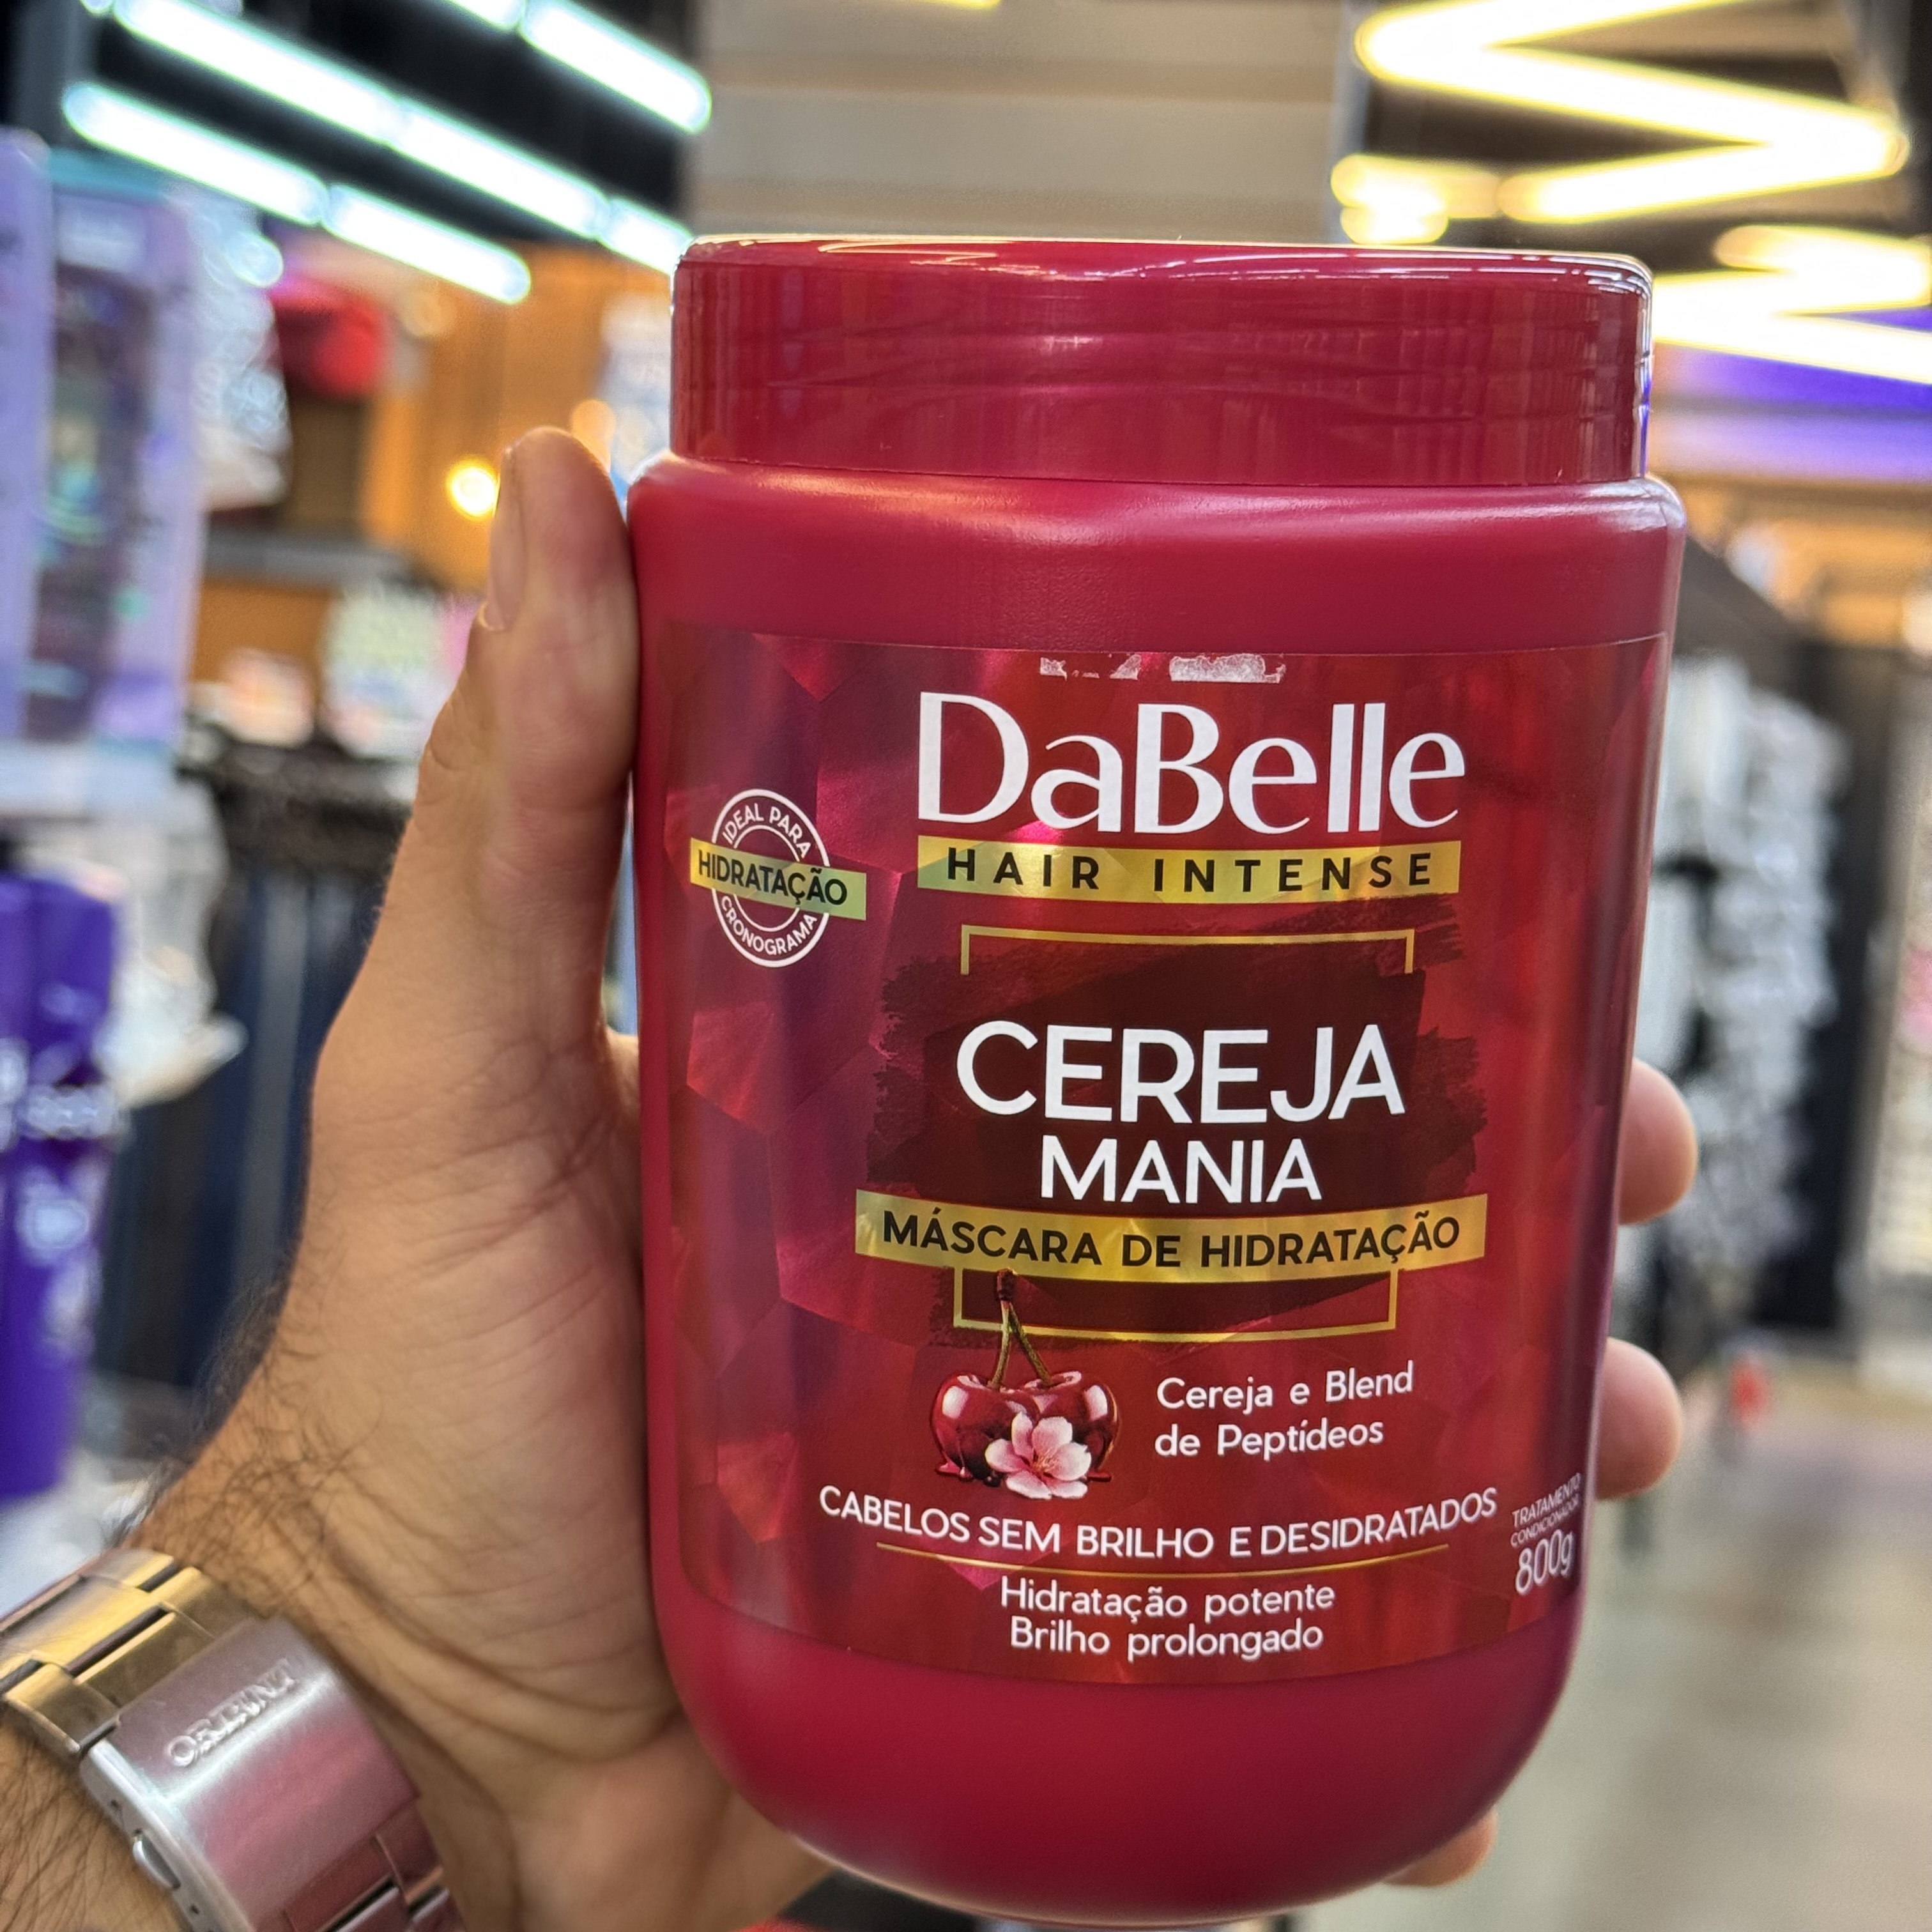 DaBelle
HAIR INTENSE
IDEAL PARA
HIDRATAÇÃO
CRONOGRAMA
CEREJA
MANIA
MÁSCARA DE HIDRATAÇÃO
Cereja e Blend
de Peptídeos
CABELOS SEM BRILHO E DESIDRATADOS
TRATAMENTO
CONDICIONADOR
800g
Hidratação potente
Brilho prolongado
ORIENT